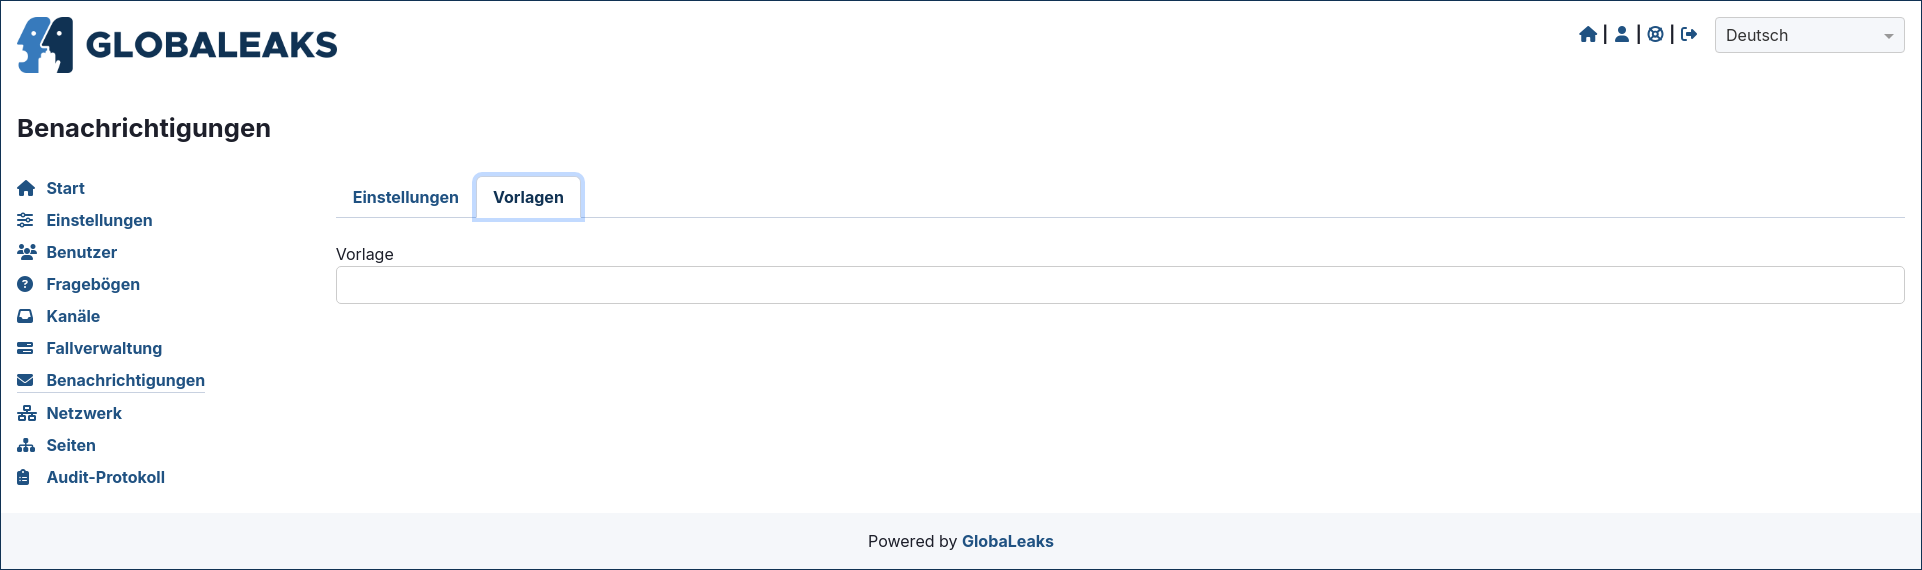 GLOBALEAKS
Deutsch
Benachrichtigungen
Start
Einstellungen
Benutzer
Fragebögen
Kanäle
Fallverwaltung
Benachrichtigungen
Netzwerk
Seiten
Audit-Protokoll
Einstellungen
Vorlagen
Vorlage
Powered by GlobaLeaks